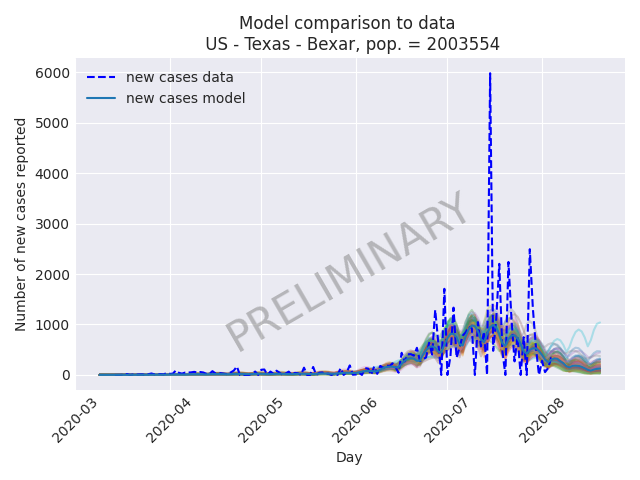 Model comparison to data
US - Texas - Bexar, pop. = 2003554
new cases data
new cases model
6000
5000
4000
3000
2000
1000
0
Number of new cases reported
PRELIMINARY
2020-03
2020-04
2020-05
2020-06
2020-07
2020-08
Day